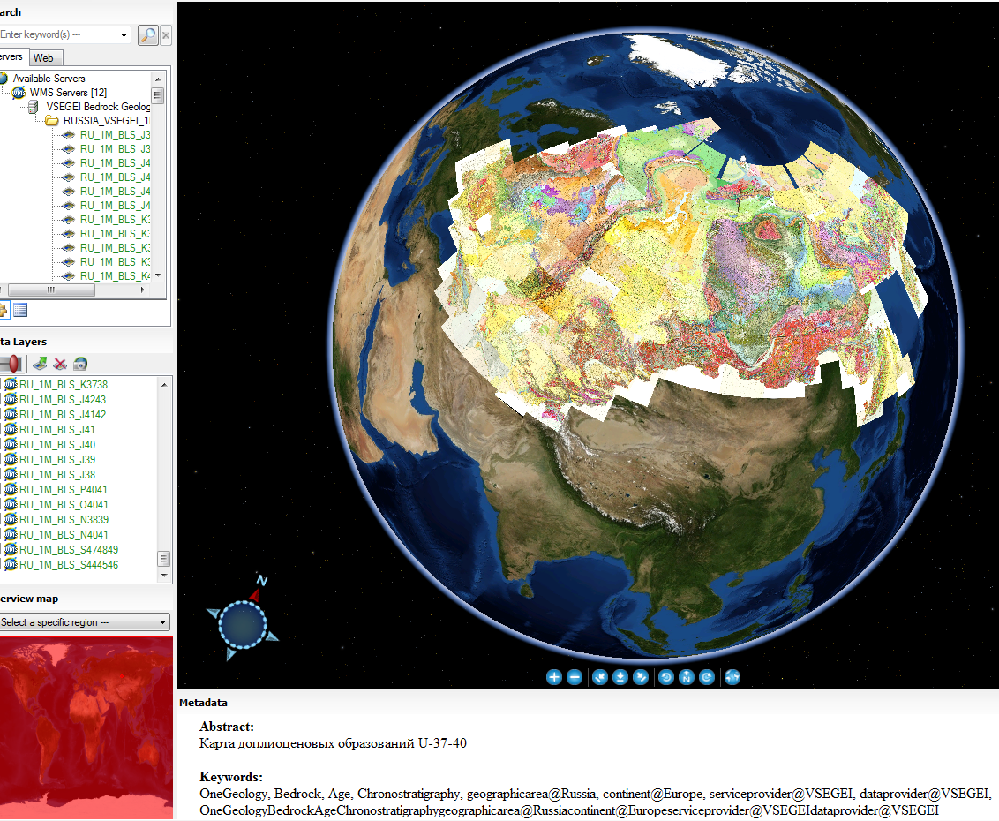 arch
Enter keyword(s) ---
ervers
Web
Available Servers
WMS Servers [12]
VSEGEI Bedrock Geolog
RUSSIA_VSEGEI_1
RU_1M_BLS_J3
RU_1M_BLS_J3
RU_1M_BLS_J4
RU_1M_BLS_J4
RU_1M_BLS_J4
RU_1M_BLS_J4
RU_1M_BLS_K3
RU_1M_BLS_K3
RU_1M_BLS_K3
RU_1M_BLS_K3
RU_1M_BLS_K4
ta Layers
RU_1M_BLS_K3738
RU_1M_BLS_J4243
RU_1M_BLS_J4142
RU_1M_BLS_J41
RU_1M_BLS_J40
RU_1M_BLS_J39
RU_1M_BLS_J38
RU_1M_BLS_P4041
RU_1M_BLS_O4041
RU_1M_BLS_N3839
RU_1M_BLS_N4041
RU_1M_BLS_S474849
RU_1M_BLS_S444546
erview map
Select a specific region ---
N
Metadata
Abstract:
Карта доплиоценовых образований U-37-40
Keywords:
OneGeology, Bedrock, Age, Chronostratigraphy, geographicarea@Russia, continent@Europe, serviceprovider@VSEGEI, dataprovider@VSEGEI,
OneGeologyBedrockAgeChronostratigraphygeographicarea@Russiacontinent@Europeserviceprovider@VSEGEIdataprovider@VSEGEI